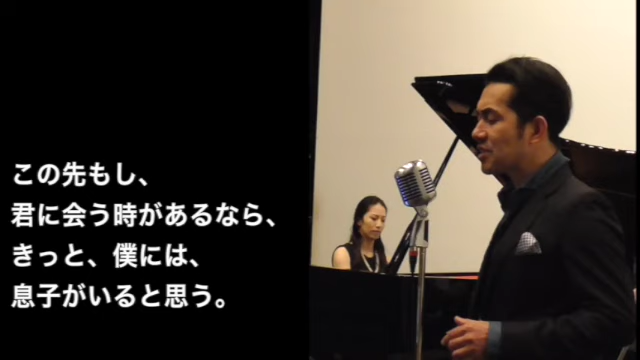 この先もし、
君に会う時があるなら、
きっと、僕には、
息子がいると思う。